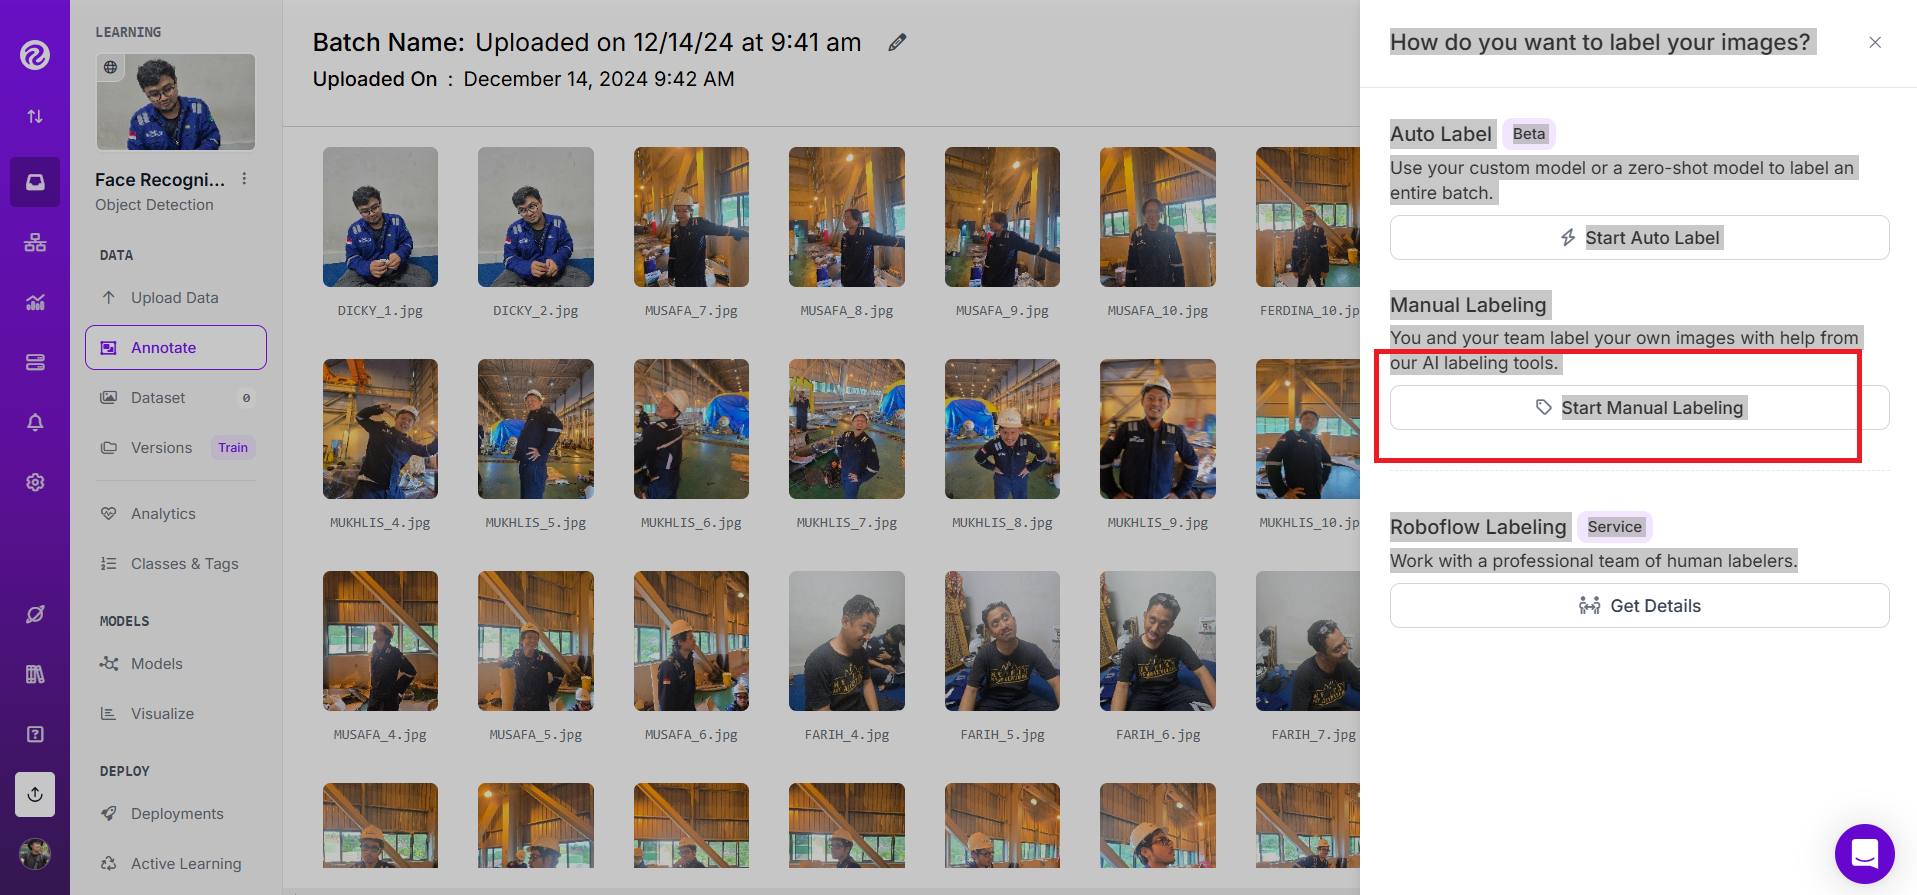 LEARNING
Face Recogni...
Object Detection
DATA
Upload Data
Annotate
Dataset 0
Versions Train
Analytics
Classes & Tags
MODELS
Models
Visualize
DEPLOY
Deployments
Active Learning
Batch Name: Uploaded on 12/14/24 at 9:41 am
Uploaded On : December 14, 2024 9:42 AM
DICKY_1.jpg DICKY_2.jpg MUSAFA_7.jpg MUSAFA_8.jpg MUSAFA_9.jpg MUSAFA_10.jpg FERDINA_10.jpg
MUKHLIS_4.jpg MUKHLIS_5.jpg MUKHLIS_6.jpg MUKHLIS_7.jpg MUKHLIS_8.jpg MUKHLIS_9.jpg MUKHLIS_10.jp
MUSAFA_4.jpg MUSAFA_5.jpg MUSAFA_6.jpg FARIH_4.jpg FARIH_5.jpg FARIH_6.jpg FARIH_7.jpg
How do you want to label your images?
Auto Label Beta
Use your custom model or a zero-shot model to label an
entire batch.
Start Auto Label
Manual Labeling
You and your team label your own images with help from
our AI labeling tools.
Start Manual Labeling
Roboflow Labeling Service
Work with a professional team of human labelers.
Get Details